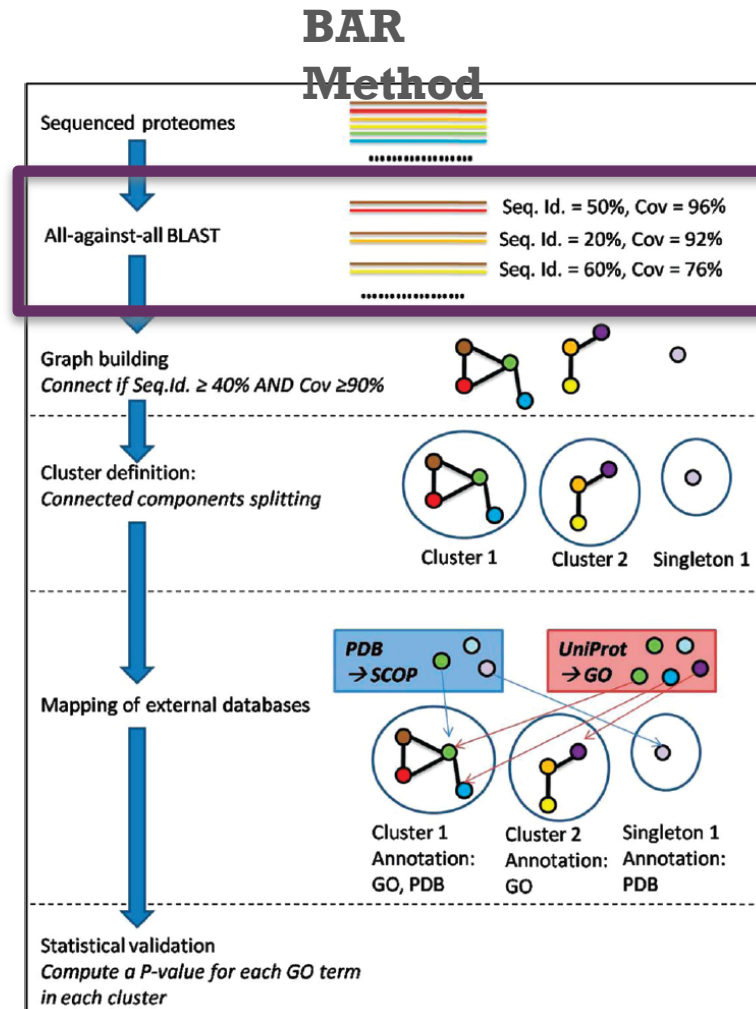 BAR
Method
Sequenced proteomes
All-against-all BLAST
Seq. Id. = 50%, Cov = 96%
Seq. Id. = 20%, Cov = 92%
Seq. Id. = 60%, Cov = 76%
Graph building
Connect if Seq.Id. ≥ 40% AND Cov ≥90%
Cluster definition:
Connected components splitting
Cluster 1
Cluster 2
Singleton 1
PDB
→ SCOP
UniProt
→ GO
Mapping of external databases
Cluster 1
Annotation:
GO, PDB
Cluster 2
Annotation:
GO
Singleton 1
Annotation:
PDB
Statistical validation
Compute a P-value for each GO term
in each cluster